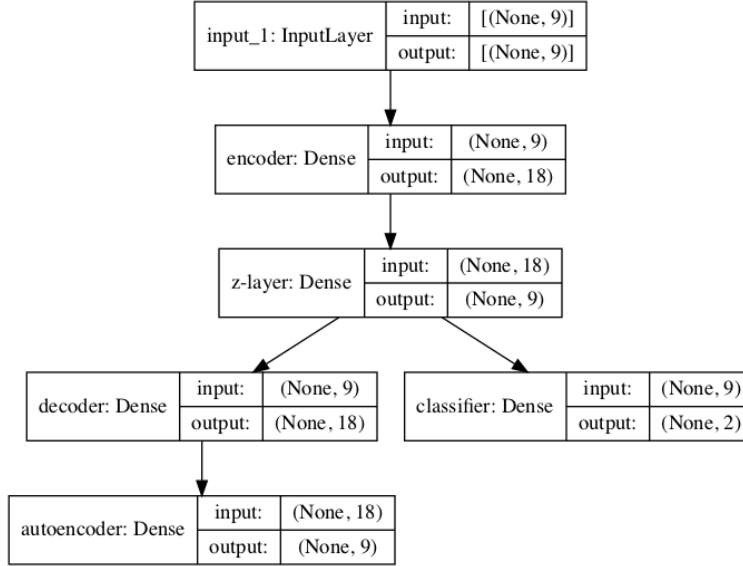 input_1: InputLayer
input: [(None, 9)]
output: [(None, 9)]
encoder: Dense
input: (None, 9)
output: (None, 18)
z-layer: Dense
input: (None, 18)
output: (None, 9)
decoder: Dense
input: (None, 9)
output: (None, 18)
classifier: Dense
input: (None, 9)
output: (None, 2)
autoencoder: Dense
input: (None, 18)
output: (None, 9)